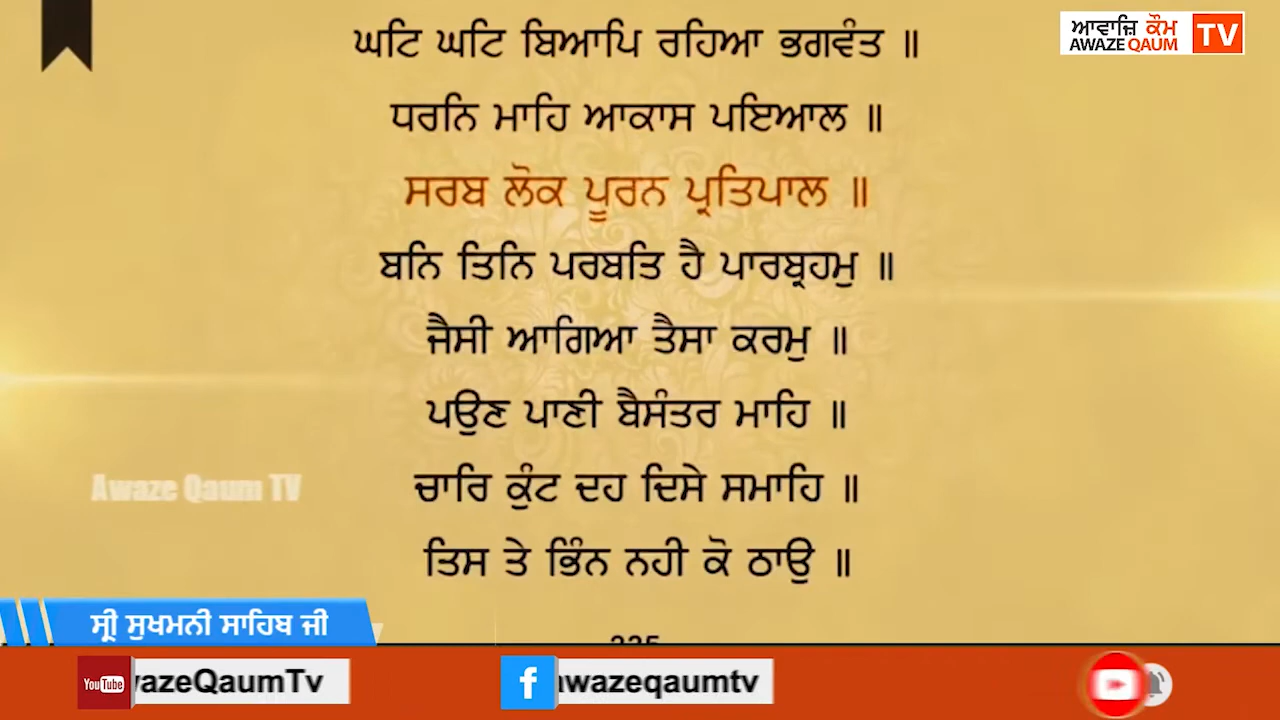 ਆਵਾਜ਼ਿ ਕੌਮ
AWAZE QAUM
TV
ਘਟਿ ਘਟਿ ਬਿਆਪਿ ਰਹਿਆ ਭਗਵੰਤ ॥
ਧਰਨਿ ਮਾਹਿ ਆਕਾਸ ਪਇਆਲ ॥
ਸਰਬ ਲੋਕ ਪੂਰਨ ਪ੍ਰਤਿਪਾਲ ॥
ਬਨਿ ਤਿਨਿ ਪਰਬਤਿ ਹੈ ਪਾਰਬ੍ਰਹਮੁ ॥
ਜੈਸੀ ਆਗਿਆ ਤੈਸਾ ਕਰਮੁ ॥
ਪਉਣ ਪਾਣੀ ਬੈਸੰਤਰ ਮਾਹਿ ॥
ਚਾਰਿ ਕੁੰਟ ਦਹ ਦਿਸੇ ਸਮਾਹਿ ॥
ਤਿਸ ਤੇ ਭਿੰਨ ਨਹੀ ਕੋ ਠਾਉ ॥
Awaze Qaum TV
ਸ੍ਰੀ ਸੁਖਮਨੀ ਸਾਹਿਬ ਜੀ
YouTube
azeQaumTv
f
awazeqaumtv